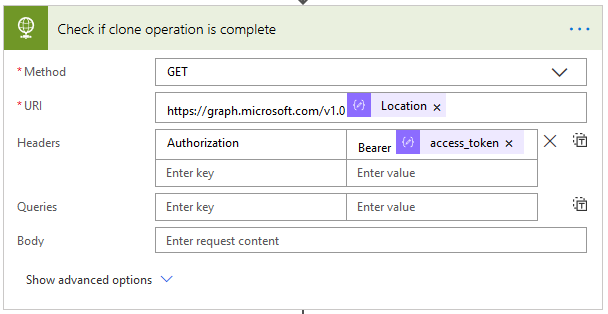 Check if clone operation is complete
* Method GET
* URI https://graph.microsoft.com/v1.0 Location ×
Headers Authorization Bearer access_token ×
Enter key Enter value
Queries Enter key Enter value
Body Enter request content
Show advanced options